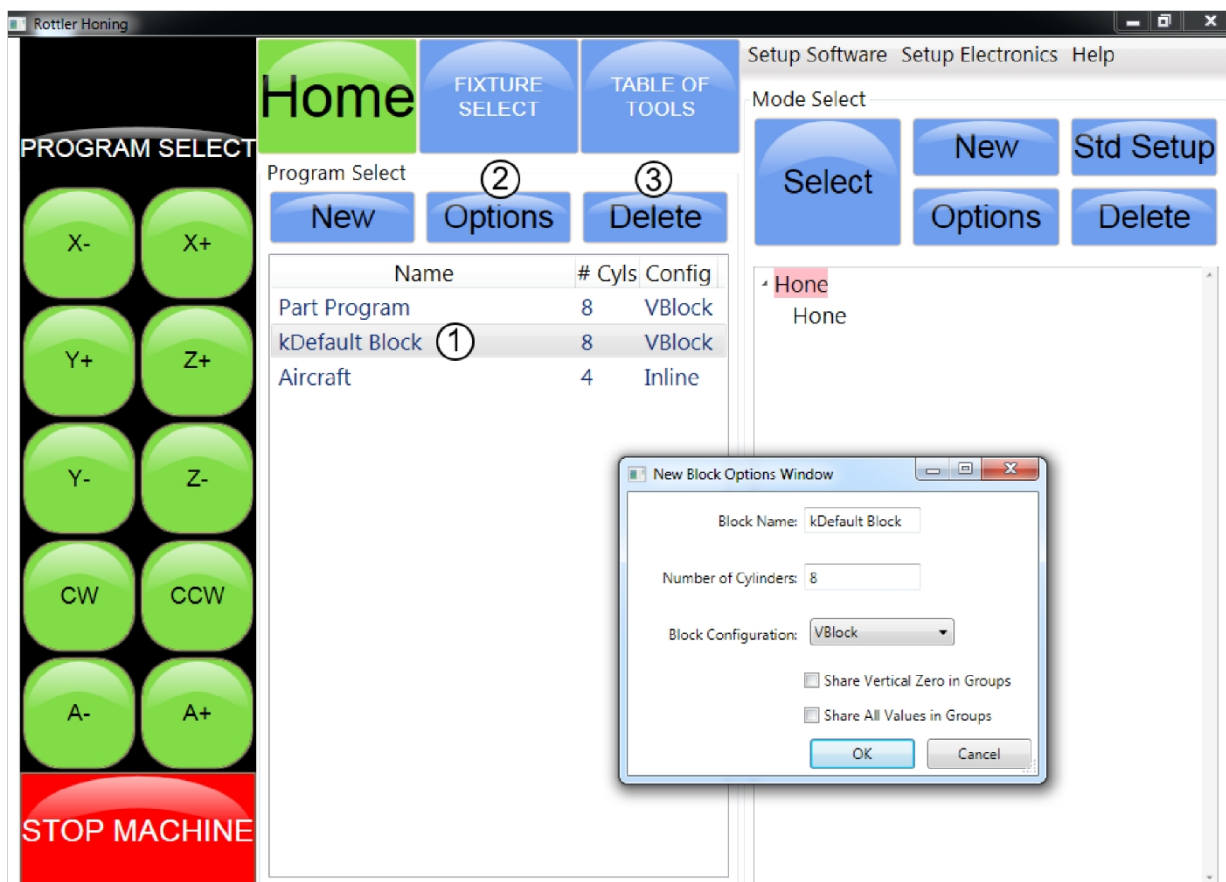 Rottler Honing
PROGRAM SELECT
X-
X+
Y+
Z+
Y-
Z-
CW
CCW
A-
A+
STOP MACHINE
Home
FIXTURE
SELECT
TABLE OF
TOOLS
Program Select
②
③
New
Options
Delete
Name # Cyls Config
Part Program 8 VBlock
kDefault Block ① 8 VBlock
Aircraft 4 Inline
Setup Software Setup Electronics Help
Mode Select
Select
New
Std Setup
Options
Delete
Hone
Hone
New Block Options Window
Block Name: kDefault Block
Number of Cylinders: 8
Block Configuration: VBlock
Share Vertical Zero in Groups
Share All Values in Groups
OK
Cancel